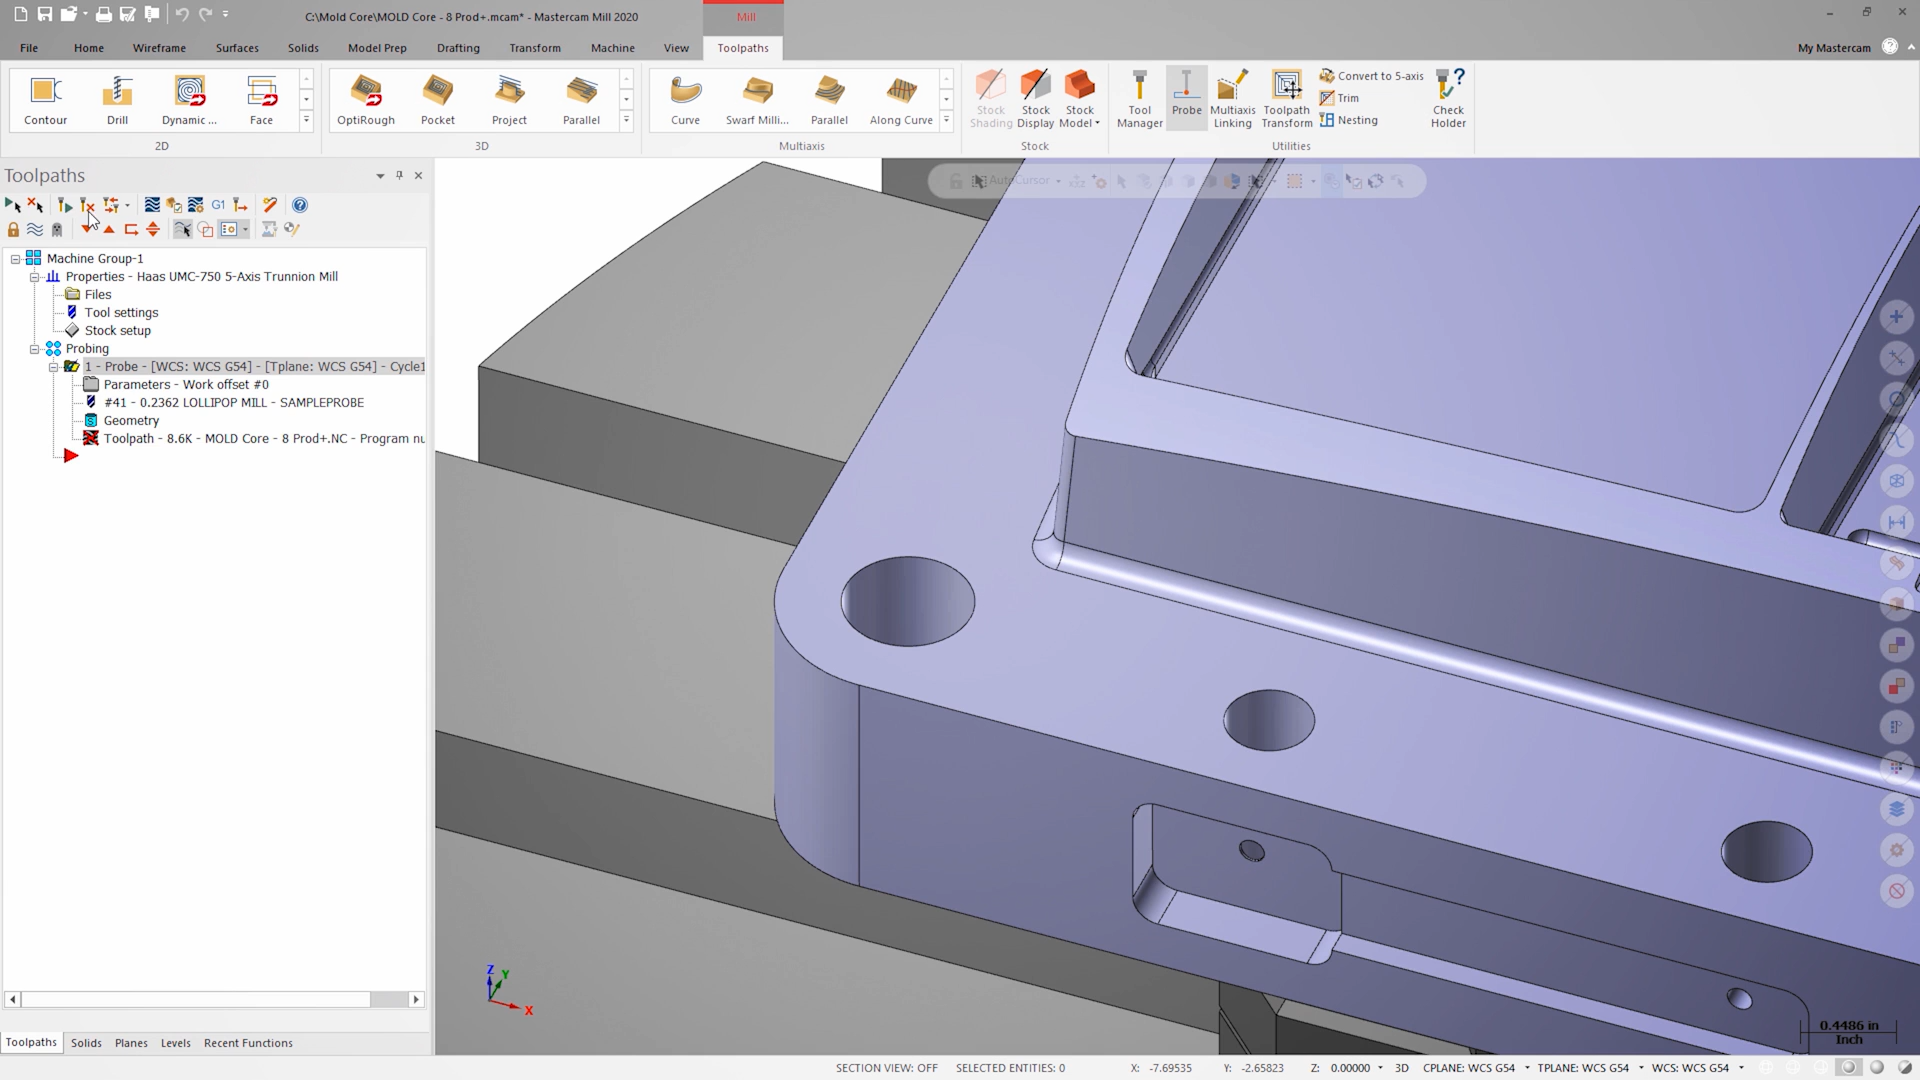 C:\Mold Core\MOLD Core - 8 Prod+.mcam* - Mastercam Mill 2020
Mill
File Home Wireframe Surfaces Solids Model Prep Drafting Transform Machine View Toolpaths
My Mastercam
Contour Drill Dynamic ... Face
2D
OptiRough Pocket Project Parallel
3D
Curve Swarf Milli... Parallel Along Curve
Multiaxis
Stock Shading
Stock Display
Stock Model
Stock
Tool Manager
Probe
Multiaxis Linking
Toolpath Transform
Convert to 5-axis
Trim
Nesting
Check Holder
Utilities
Toolpaths
AutoCursor
G1
Machine Group-1
Properties - Haas UMC-750 5-Axis Trunnion Mill
Files
Tool settings
Stock setup
Probing
1 - Probe - [WCS: WCS G54] - [Tplane: WCS G54] - Cycle1
Parameters - Work offset #0
#41 - 0.2362 LOLLIPOP MILL - SAMPLEPROBE
Geometry
Toolpath - 8.6K - MOLD Core - 8 Prod+.NC - Program nu
Z
Y
X
0.4486 in
Inch
Toolpaths Solids Planes Levels Recent Functions
SECTION VIEW: OFF SELECTED ENTITIES: 0 X: -7.69535 Y: -2.65823 Z: 0.00000 3D CPLANE: WCS G54 TPLANE: WCS G54 WCS: WCS G54